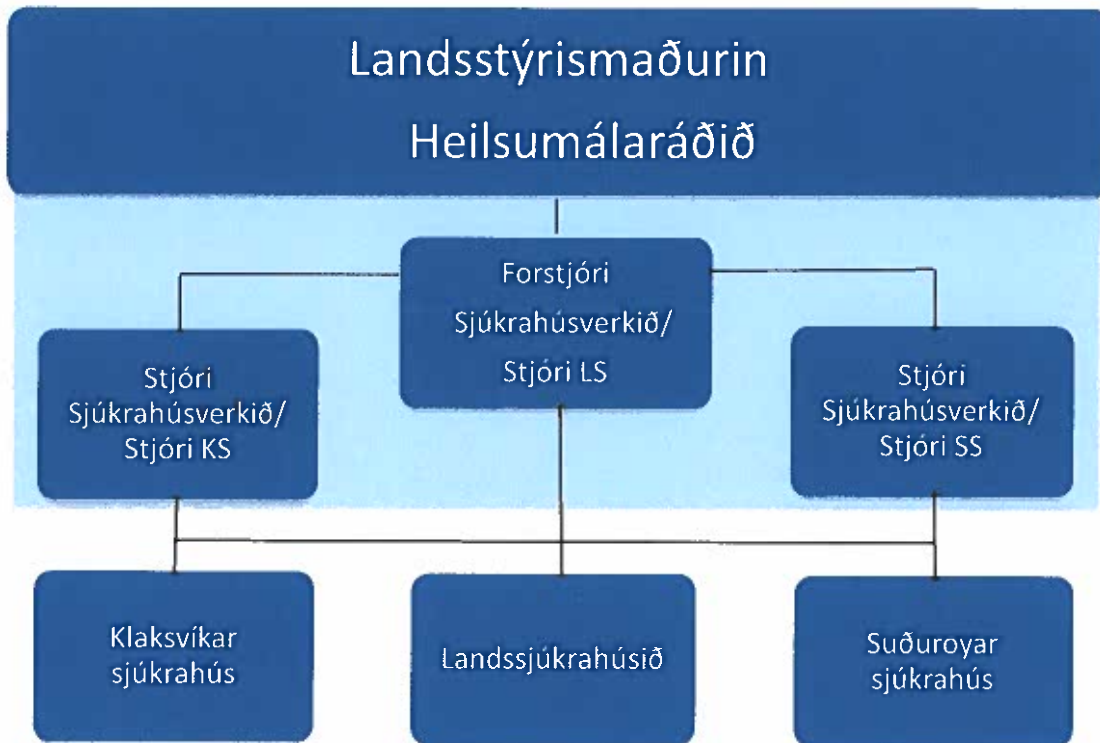 Landsstýrismaðurin
Heilsumálaráðið
Forstjóri
Sjúkrahúsverkið/
Stjóri LS
Stjóri
Sjúkrahúsverkið/
Stjóri KS
Stjóri
Sjúkrahúsverkið/
Stjóri SS
Klaksvíkar
sjúkrahús
Landssjúkrahúsið
Suðuroyar
sjúkrahús